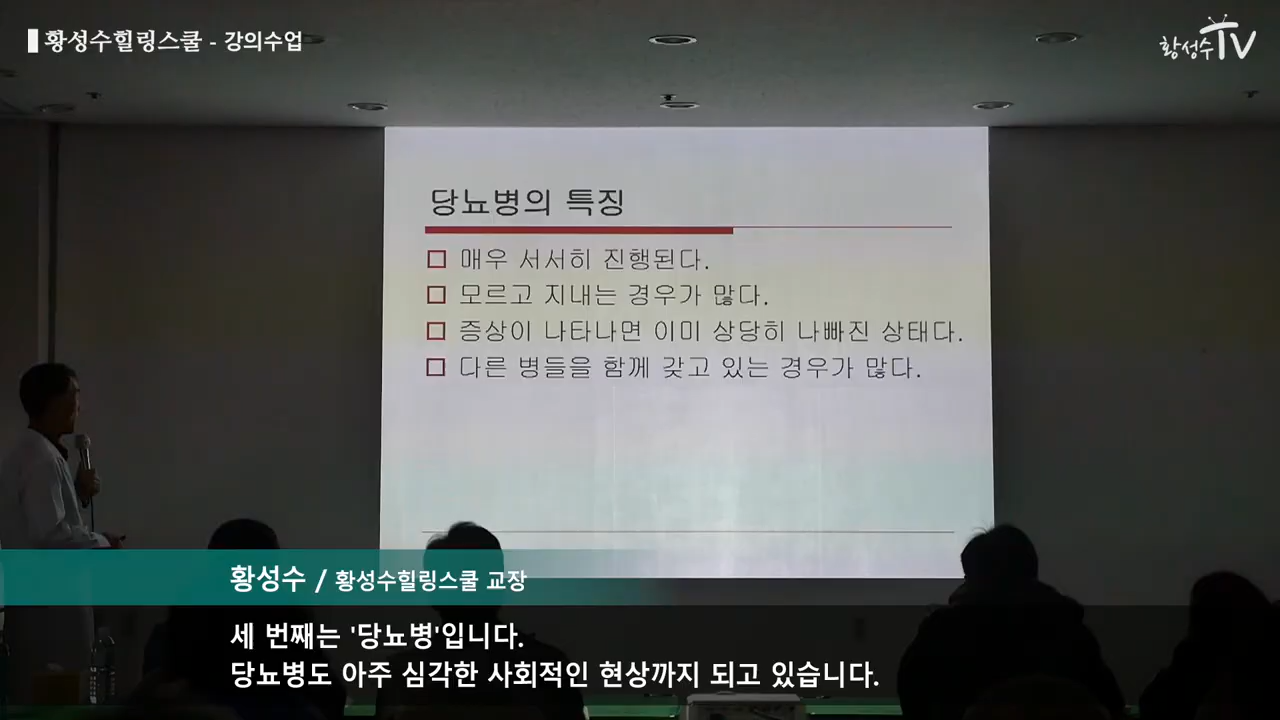 황성수힐링스쿨 - 강의수업
황성수TV
당뇨병의 특징
매우 서서히 진행된다.
모르고 지내는 경우가 많다.
증상이 나타나면 이미 상당히 나빠진 상태다.
다른 병들을 함께 갖고 있는 경우가 많다.
황성수 / 황성수힐링스쿨 교장
세 번째는 '당뇨병'입니다.
당뇨병도 아주 심각한 사회적인 현상까지 되고 있습니다.